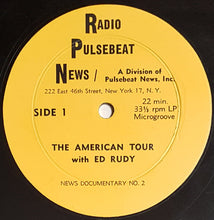 RADIO
PULSEBEAT
NEWS / A Division of
Pulsebeat News, Inc.
222 East 46th Street, New York 17, N. Y.
22 min.
SIDE 1 33⅓ rpm LP
Microgroove
THE AMERICAN TOUR
with ED RUDY
NEWS DOCUMENTARY NO. 2